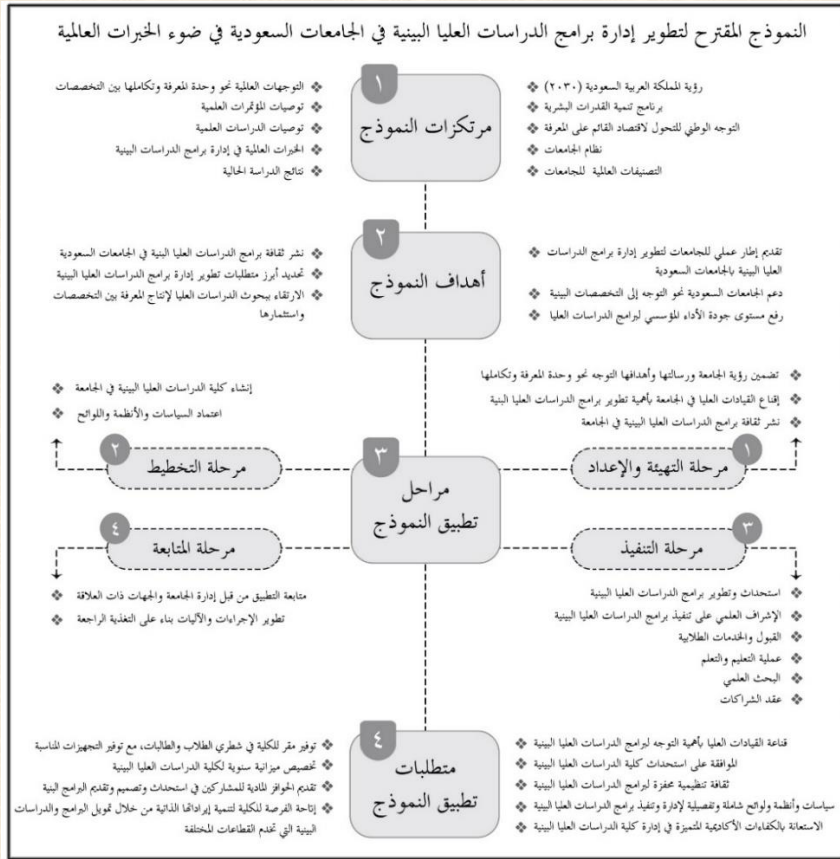 النموذج المقترح لتطوير إدارة برامج الدراسات العليا البينية في الجامعات السعودية في ضوء الخبرات العالمية
١
مرتكزات النموذج
رؤية المملكة العربية السعودية (٢٠٣٠)
برنامج تنمية القدرات البشرية
التوجه الوطني للتحول لاقتصاد القائم على المعرفة
نظام الجامعات
التصنيفات العالمية للجامعات
التوجهات العالمية نحو وحدة المعرفة وتكاملها بين التخصصات
توصيات المؤتمرات العلمية
توصيات الدراسات العلمية
الخبرات العالمية في إدارة برامج الدراسات البينية
نتائج الدراسة الحالية
٢
أهداف النموذج
تقديم إطار عملي للجامعات لتطوير إدارة برامج الدراسات
العليا البينية بالجامعات السعودية
دعم الجامعات السعودية نحو التوجه إلى التخصصات البينية
رفع مستوى جودة الأداء المؤسسي لبرامج الدراسات العليا
نشر ثقافة برامج الدراسات العليا البنية في الجامعات السعودية
تحديد أبرز متطلبات تطوير إدارة برامج الدراسات العليا البينية
الارتقاء ببحوث الدراسات العليا لإنتاج المعرفة بين التخصصات
واستثمارها
٣
مراحل
تطبيق النموذج
تضمين رؤية الجامعة ورسالتها وأهدافها التوجه نحو وحدة المعرفة وتكاملها
إقناع القيادات العليا في الجامعة بأهمية تطوير برامج الدراسات العليا البنية
نشر ثقافة برامج الدراسات العليا البينية في الجامعة
١
مرحلة التهيئة والإعداد
إنشاء كلية الدراسات العليا البينية في الجامعة
اعتماد السياسات والأنظمة واللوائح
٢
مرحلة التخطيط
٣
مرحلة التنفيذ
استحداث وتطوير برامج الدراسات العليا البينية
الإشراف العلمي على تنفيذ برامج الدراسات العليا البينية
القبول والخدمات الطلابية
عملية التعليم والتعلم
البحث العلمي
عقد الشراكات
٤
مرحلة المتابعة
متابعة التطبيق من قبل إدارة الجامعة والجهات ذات العلاقة
تطوير الإجراءات والآليات بناء على التغذية الراجعة
٤
متطلبات
تطبيق النموذج
قناعة القيادات العليا بأهمية التوجه لبرامج الدراسات العليا البينية
الموافقة على استحداث كلية الدراسات العليا البينية
ثقافة تنظيمية محفزة لبرامج الدراسات العليا البينية
سياسات وأنظمة ولوائح شاملة وتفصيلية لإدارة وتنفيذ برامج الدراسات العليا البينية
الاستعانة بالكفاءات الأكاديمية المتميزة في إدارة كلية الدراسات العليا البينية
توفير مقر للكلية في شطري الطلاب والطالبات، مع توفير التجهيزات المناسبة
تخصيص ميزانية سنوية لكلية الدراسات العليا البينية
تقديم الحوافز المادية للمشاركين في استحداث وتصميم وتقديم البرامج البنية
إتاحة الفرصة للكلية لتنمية إيراداتها الذاتية من خلال تمويل البرامج والدراسات
البينية التي تخدم القطاعات المختلفة